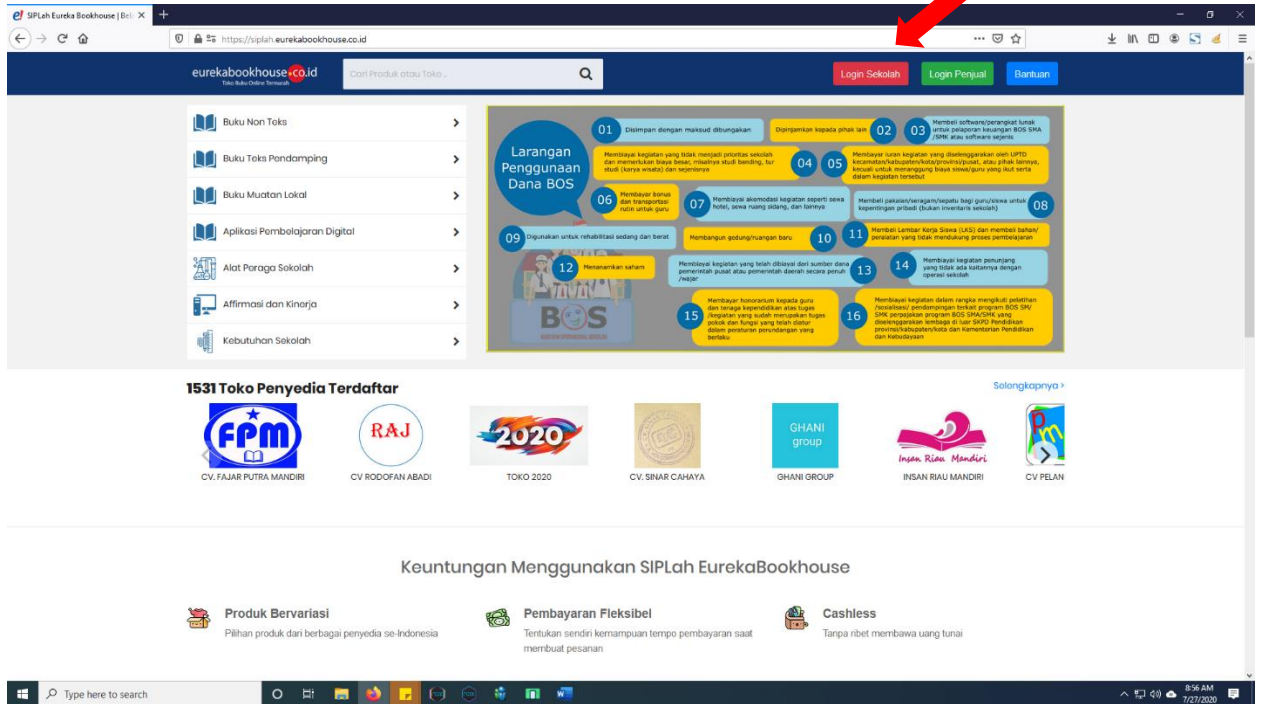 SIPLah Eureka Bookhouse | Beli
https://siplah.eurekabookhouse.co.id
eurekabookhouse.co.id
Toko Buku Online Termurah
Cari Produk atau Toko .
Login Sekolah
Login Penjual
Bantuan
Buku Non Teks
Buku Teks Pendamping
Buku Muatan Lokal
Aplikasi Pembelajaran Digital
Alat Peraga Sekolah
Affirmasi dan Kinerja
Kebutuhan Sekolah
Larangan
Penggunaan
Dana BOS
01 Disimpan dengan maksud dibungakan
Dipinjamkan kepada pihak lain 02
03 Membeli software/perangkat lunak
untuk pelaporan keuangan BOS SMA
/SMK atau software sejenis
Membiayai kegiatan yang tidak menjadi prioritas sekolah
dan memerlukan biaya besar, misalnya studi banding, tur
studi (karya wisata) dan sejenisnya
04
05 Membayar iuran kegiatan yang diselenggarakan oleh UPTD
kecamatan/kabupaten/kota/provinsi/pusat, atau pihak lainnya,
kecuali untuk menanggung biaya siswa/guru yang ikut serta
dalam kegiatan tersebut
06 Membayar bonus
dan transportasi
rutin untuk guru
07 Membiayai akomodasi kegiatan seperti sewa
hotel, sewa ruang sidang, dan lainnya
Membeli pakaian/seragam/sepatu bagi guru/siswa untuk
kepentingan pribadi (bukan inventaris sekolah)
08
09 Digunakan untuk rehabilitasi sedang dan berat
Membangun gedung/ruangan baru 10
11 Membeli Lembar Kerja Siswa (LKS) dan membeli bahan/
peralatan yang tidak mendukung proses pembelajaran
12 Menanamkan saham
Membiayai kegiatan yang telah dibiayai dari sumber dana
pemerintah pusat atau pemerintah daerah secara penuh
/wajar
13
14 Membiayai kegiatan penunjang
yang tidak ada kaitannya dengan
operasi sekolah
15 Membayar honorarium kepada guru
dan tenaga kependidikan atas tugas
/kegiatan yang sudah merupakan tugas
pokok dan fungsi yang telah diatur
dalam peraturan perundangan yang
berlaku
16 Membiayai kegiatan dalam rangka mengikuti pelatihan
/sosialisasi/ pendampingan terkait program BOS SM/
SMK perpajakan program BOS SMA/SMK yang
diselenggarakan lembaga di luar SKPD Pendidikan
provinsi/kabupaten/kota dan Kementerian Pendidikan
dan Kebudayaan
BOS
1531 Toko Penyedia Terdaftar
Selengkapnya >
FPM
RAJ
2020
GHANI
group
Insan Riau Mandiri
Pm
CV. FAJAR PUTRA MANDIRI
CV RODOFAN ABADI
TOKO 2020
CV. SINAR CAHAYA
GHANI GROUP
INSAN RIAU MANDIRI
CV PELAN
Keuntungan Menggunakan SIPLah EurekaBookhouse
Produk Bervariasi
Pilihan produk dari berbagai penyedia se-Indonesia
Pembayaran Fleksibel
Tentukan sendiri kemampuan tempo pembayaran saat
membuat pesanan
Cashless
Tanpa ribet membawa uang tunai
Type here to search
8:56 AM
7/27/2020